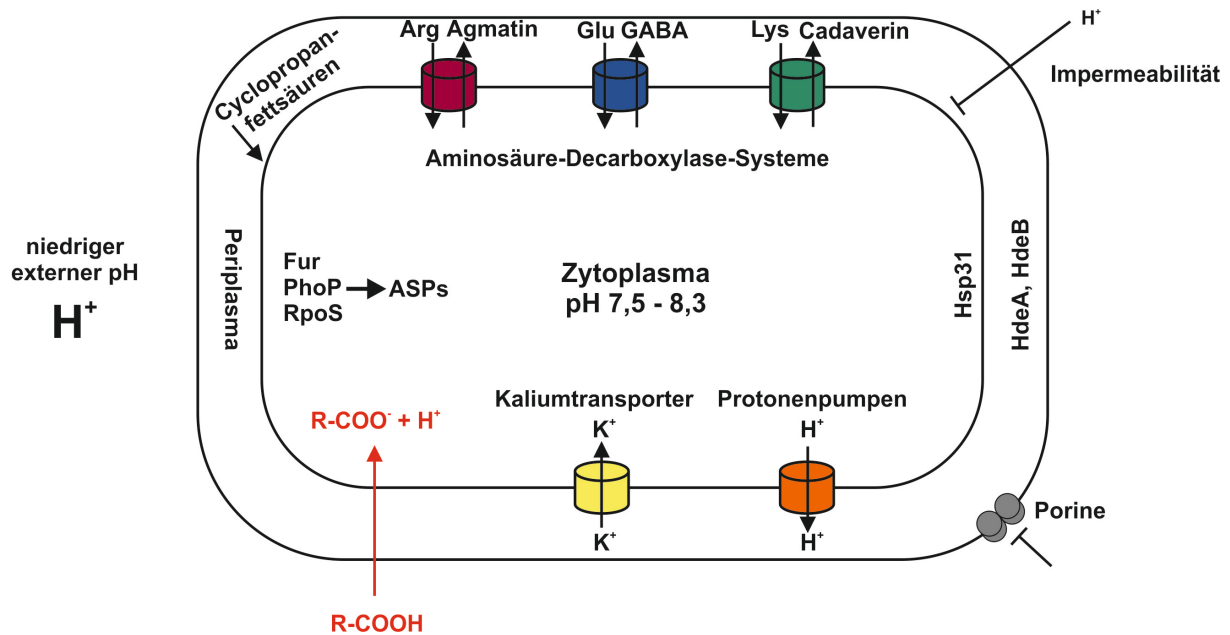 Arg Agmatin
Glu GABA
Lys Cadaverin
H⁺
Impermeabilität
Cyclopropan-
fettsäuren
Aminosäure-Decarboxylase-Systeme
niedriger
externer pH
H⁺
Periplasma
Fur
PhoP
RpoS
ASPs
Zytoplasma
pH 7,5 - 8,3
Hsp31
HdeA, HdeB
R-COO⁻ + H⁺
Kaliumtransporter
K⁺
K⁺
Protonenpumpen
H⁺
H⁺
Porine
R-COOH